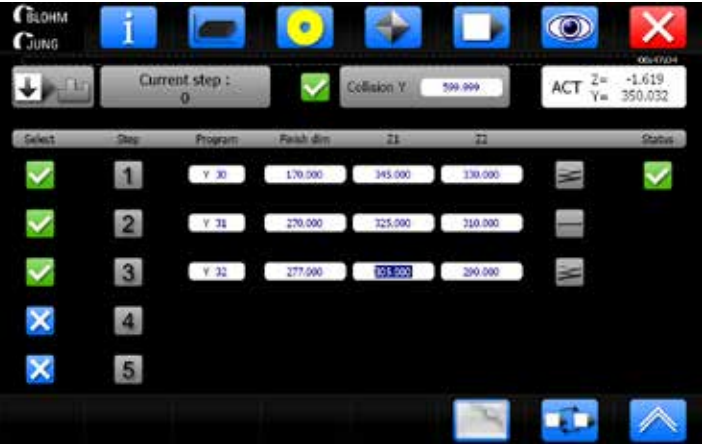 BLOHM
JUNG
Current step :
0
Collision Y 599.999
ACT Z= -1.619
Y= 350.032
Select Step Program Finish dim Z1 Z2 Status
1 Y 30 170.000 345.000 330.000
2 Y 31 270.000 325.000 310.000
3 Y 32 277.000 305.000 290.000
4
5